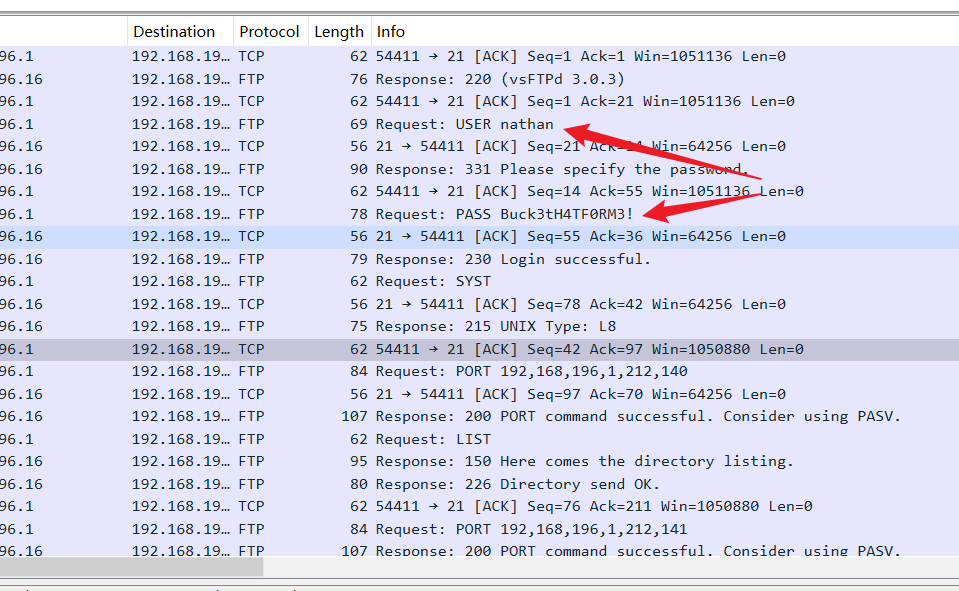 Destination Protocol Length Info
96.1 192.168.19… TCP 62 54411 → 21 [ACK] Seq=1 Ack=1 Win=1051136 Len=0
96.16 192.168.19… FTP 76 Response: 220 (vsFTPd 3.0.3)
96.1 192.168.19… TCP 62 54411 → 21 [ACK] Seq=1 Ack=21 Win=1051136 Len=0
96.1 192.168.19… FTP 69 Request: USER nathan
96.16 192.168.19… TCP 56 21 → 54411 [ACK] Seq=21 Ack=14 Win=64256 Len=0
96.16 192.168.19… FTP 90 Response: 331 Please specify the password.
96.1 192.168.19… TCP 62 54411 → 21 [ACK] Seq=14 Ack=55 Win=1051136 Len=0
96.1 192.168.19… FTP 78 Request: PASS Buck3tH4TF0RM3!
96.16 192.168.19… TCP 56 21 → 54411 [ACK] Seq=55 Ack=36 Win=64256 Len=0
96.16 192.168.19… FTP 79 Response: 230 Login successful.
96.1 192.168.19… FTP 62 Request: SYST
96.16 192.168.19… TCP 56 21 → 54411 [ACK] Seq=78 Ack=42 Win=64256 Len=0
96.16 192.168.19… FTP 75 Response: 215 UNIX Type: L8
96.1 192.168.19… TCP 62 54411 → 21 [ACK] Seq=42 Ack=97 Win=1050880 Len=0
96.1 192.168.19… FTP 84 Request: PORT 192,168,196,1,212,140
96.16 192.168.19… TCP 56 21 → 54411 [ACK] Seq=97 Ack=70 Win=64256 Len=0
96.16 192.168.19… FTP 107 Response: 200 PORT command successful. Consider using PASV.
96.1 192.168.19… FTP 62 Request: LIST
96.16 192.168.19… FTP 95 Response: 150 Here comes the directory listing.
96.16 192.168.19… FTP 80 Response: 226 Directory send OK.
96.1 192.168.19… TCP 62 54411 → 21 [ACK] Seq=76 Ack=211 Win=1050880 Len=0
96.1 192.168.19… FTP 84 Request: PORT 192,168,196,1,212,141
96.16 192.168.19… FTP 107 Response: 200 PORT command successful. Consider using PASV.